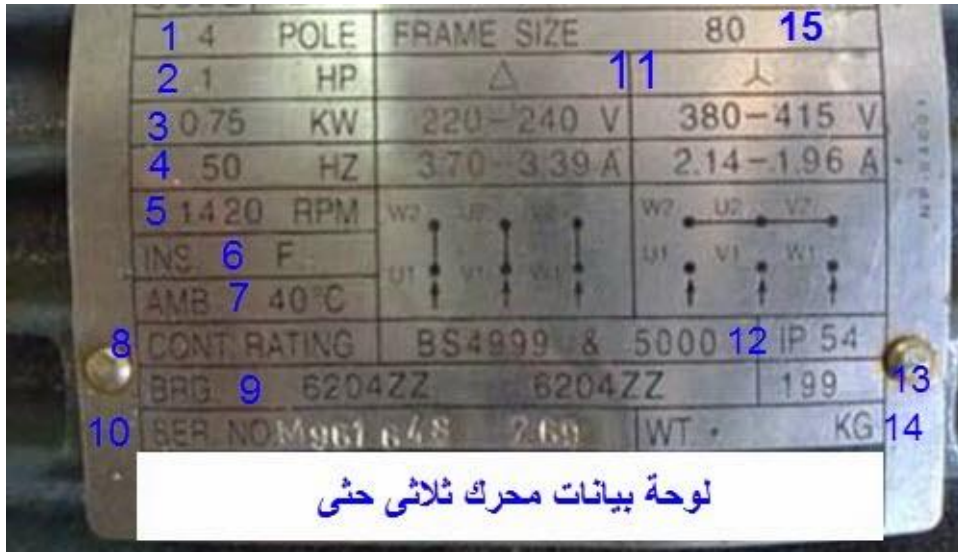 1 4 POLE FRAME SIZE 80 15
2 1 HP △ 11
3 0.75 KW 220-240 V 380-415 V
4 50 HZ 3.70-3.39 A 2.14-1.96 A
5 1420 RPM W2 U2 V2 W2 U2 V2
INS. 6 F
U1 V1 W1 U1 V1 W1
AMB. 7 40°C
8 CONT. RATING BS4999 & 5000 12 IP 54
BRG. 9 6204ZZ 6204ZZ 199 13
10 SER. NO M961 648 WT. KG 14
لوحة بيانات محرك ثلاثى حثى